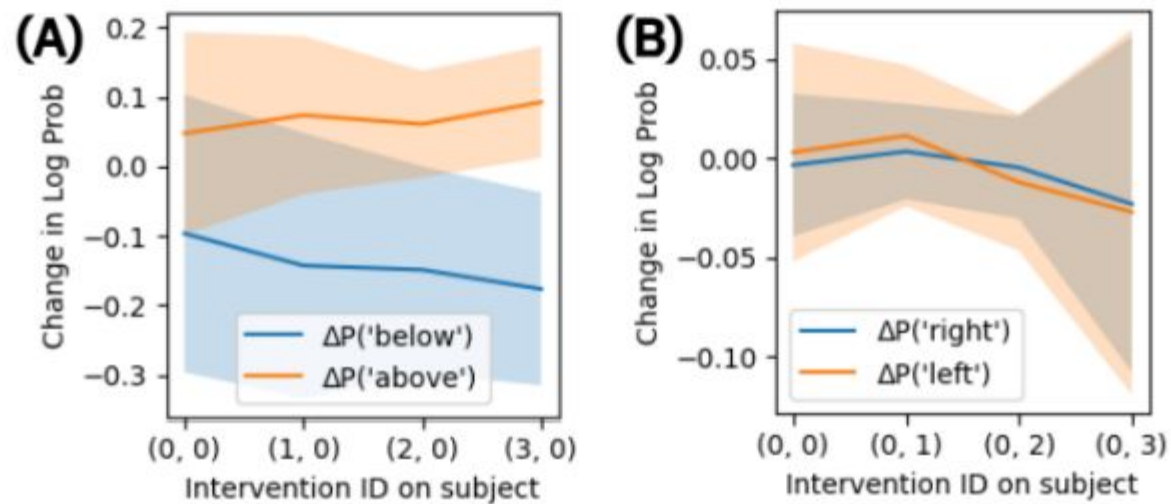 (A)
Change in Log Prob
0.2
0.1
0.0
−0.1
−0.2
−0.3
ΔP('below')
ΔP('above')
(0, 0) (1, 0) (2, 0) (3, 0)
Intervention ID on subject
(B)
Change in Log Prob
0.05
0.00
−0.05
−0.10
ΔP('right')
ΔP('left')
(0, 0) (0, 1) (0, 2) (0, 3)
Intervention ID on subject